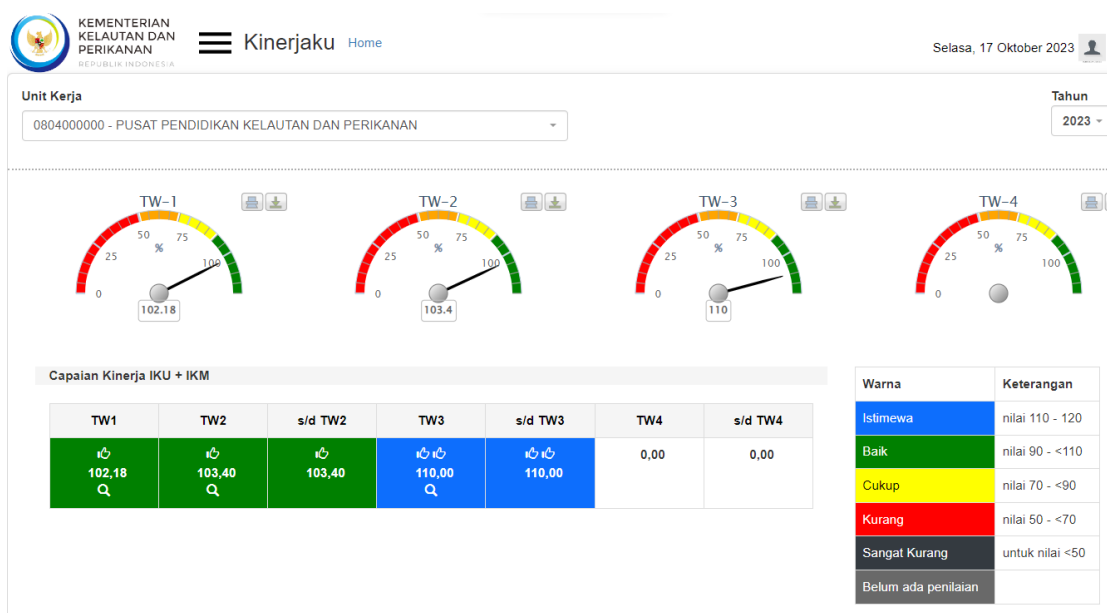 KEMENTERIAN
KELAUTAN DAN
PERIKANAN
REPUBLIK INDONESIA
Kinerjaku Home
Selasa, 17 Oktober 2023
Unit Kerja
Tahun
0804000000 - PUSAT PENDIDIKAN KELAUTAN DAN PERIKANAN
2023
TW-1
0 25 50 75 100
%
102.18
TW-2
0 25 50 75 100
%
103.4
TW-3
0 25 50 75 100
%
110
TW-4
0 25 50 75 100
%
Capaian Kinerja IKU + IKM
TW1 TW2 s/d TW2 TW3 s/d TW3 TW4 s/d TW4
102,18 103,40 103,40 110,00 110,00 0,00 0,00
Warna Keterangan
Istimewa nilai 110 - 120
Baik nilai 90 - <110
Cukup nilai 70 - <90
Kurang nilai 50 - <70
Sangat Kurang untuk nilai <50
Belum ada penilaian